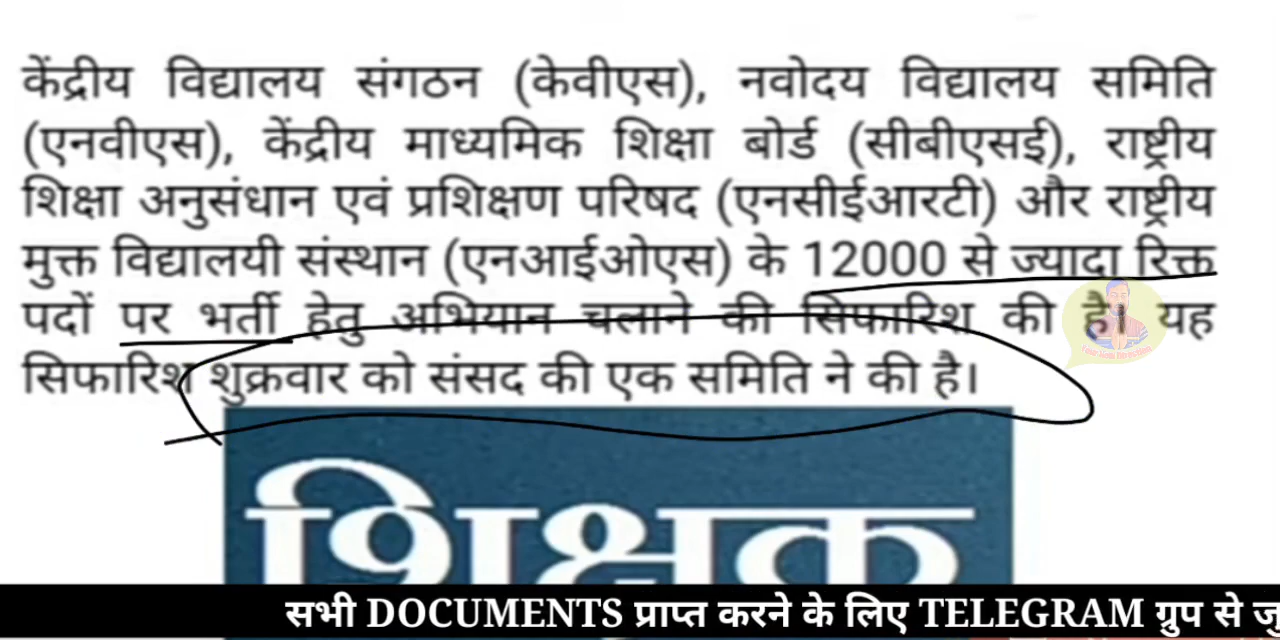 केंद्रीय विद्यालय संगठन (केवीएस), नवोदय विद्यालय समिति
(एनवीएस), केंद्रीय माध्यमिक शिक्षा बोर्ड (सीबीएसई), राष्ट्रीय
शिक्षा अनुसंधान एवं प्रशिक्षण परिषद (एनसीईआरटी) और राष्ट्रीय
मुक्त विद्यालयी संस्थान (एनआईओएस) के 12000 से ज्यादा रिक्त
पदों पर भर्ती हेतु अभियान चलाने की सिफारिश की है। यह
सिफारिश शुक्रवार को संसद की एक समिति ने की है।
शिक्षक
सभी DOCUMENTS प्राप्त करने के लिए TELEGRAM ग्रुप से